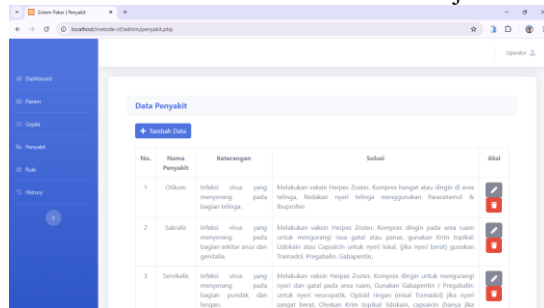 Sistem Pakar | Penyakit
localhost/metode-cf/admin/penyakit.php
Operator
Dashboard
Pasien
Gejala
Penyakit
Rule
History
Data Penyakit
+ Tambah Data
No. Nama Penyakit Keterangan Solusi Aksi
1 Otikum Infeksi virus yang menyerang pada bagian telinga. Melakukan vaksin Herpes Zoster, Kompres hangat atau dingin di area telinga, Redakan nyeri telinga menggunakan Paracetamol & Ibuprofen
2 Sakralis Infeksi virus yang menyerang pada bagian sekitar anus dan genitalia. Melakukan vaksin Herpes Zoster, Kompres dingin pada area ruam untuk mengurangi rasa gatal atau panas, gunakan Krim topikal: Lidokain atau Capsaicin untuk nyeri lokal, (jika nyeri berat) gunakan Tramadol, Pregabalin, Gabapentin,
3 Servikalis Infeksi virus yang menyerang pada bagian pundak dan lengan. Melakukan vaksin Herpes Zoster, Kompres dingin untuk mengurangi nyeri dan gatal pada area ruam, Gunakan Gabapentin / Pregabalin: untuk nyeri neuropatik, Opioid ringan (misal Tramadol) jika nyeri sangat berat, Oleskan Krim topikal: lidokain, capsaicin (hanya jika